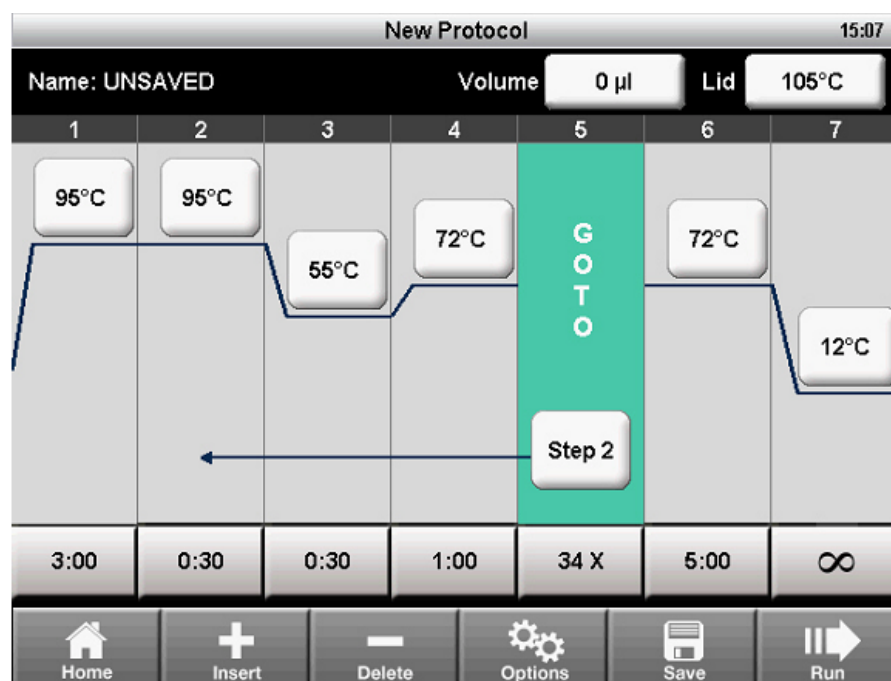 New Protocol 15:07
Name: UNSAVED Volume 0 µl Lid 105°C
1 2 3 4 5 6 7
95°C 95°C 55°C 72°C GOTO 72°C 12°C
Step 2
3:00 0:30 0:30 1:00 34 X 5:00 ∞
Home Insert Delete Options Save Run